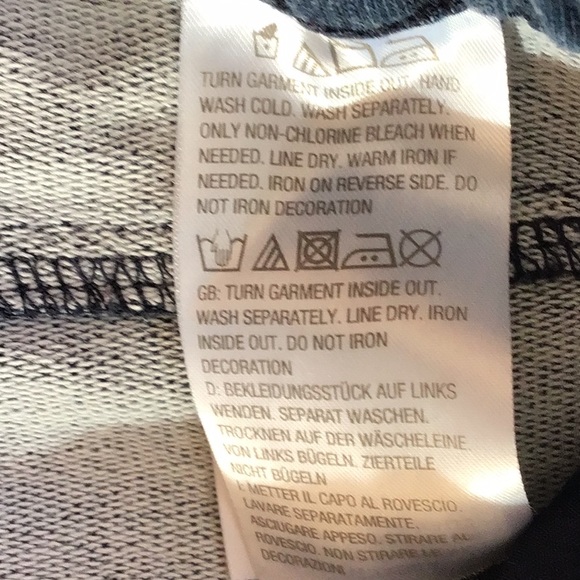 TURN GARMENT INSIDE OUT. HAND
WASH COLD. WASH SEPARATELY.
ONLY NON-CHLORINE BLEACH WHEN
NEEDED. LINE DRY. WARM IRON IF
NEEDED. IRON ON REVERSE SIDE. DO
NOT IRON DECORATION
GB: TURN GARMENT INSIDE OUT.
WASH SEPARATELY. LINE DRY. IRON
INSIDE OUT. DO NOT IRON
DECORATION
D: BEKLEIDUNGSSTÜCK AUF LINKS
WENDEN. SEPARAT WASCHEN.
TROCKNEN AUF DER WÄSCHELEINE.
VON LINKS BÜGELN. ZIERTEILE
NICHT BÜGELN
I: METTER IL CAPO AL ROVESCIO.
LAVARE SEPARATAMENTE.
ASCIUGARE APPESO. STIRARE AL
ROVESCIO. NON STIRARE
DECORAZIONI